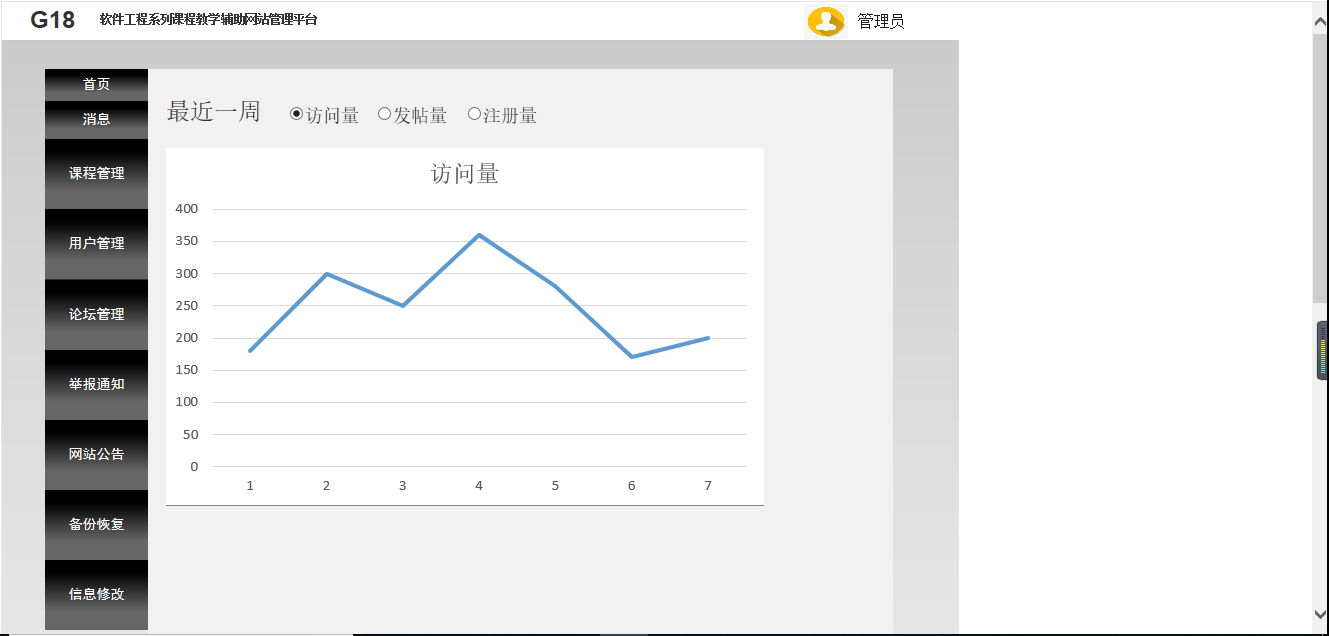 G18 软件工程系列课程教学辅助网站管理平台 管理员
首页
消息
课程管理
用户管理
论坛管理
举报通知
网站公告
备份恢复
信息修改
最近一周 访问量 发帖量 注册量
访问量
400
350
300
250
200
150
100
50
0
1 2 3 4 5 6 7